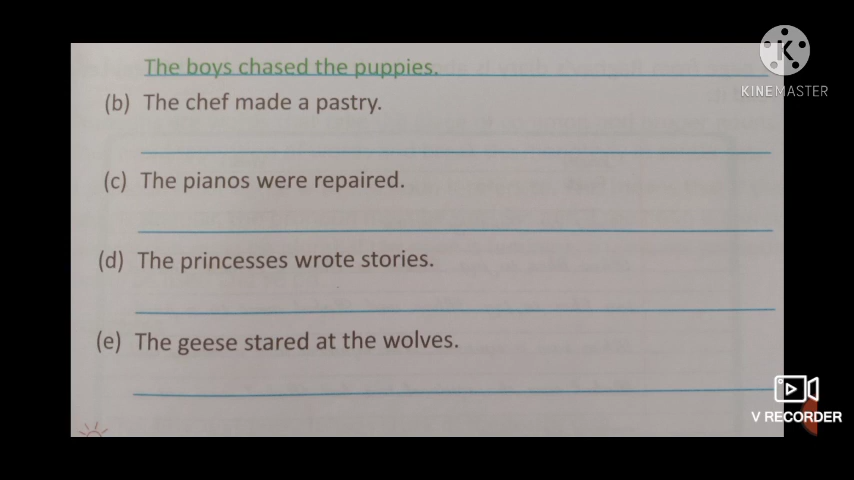 The boys chased the puppies.
(b) The chef made a pastry.
(c) The pianos were repaired.
(d) The princesses wrote stories.
(e) The geese stared at the wolves.
K
KINEMASTER
V RECORDER